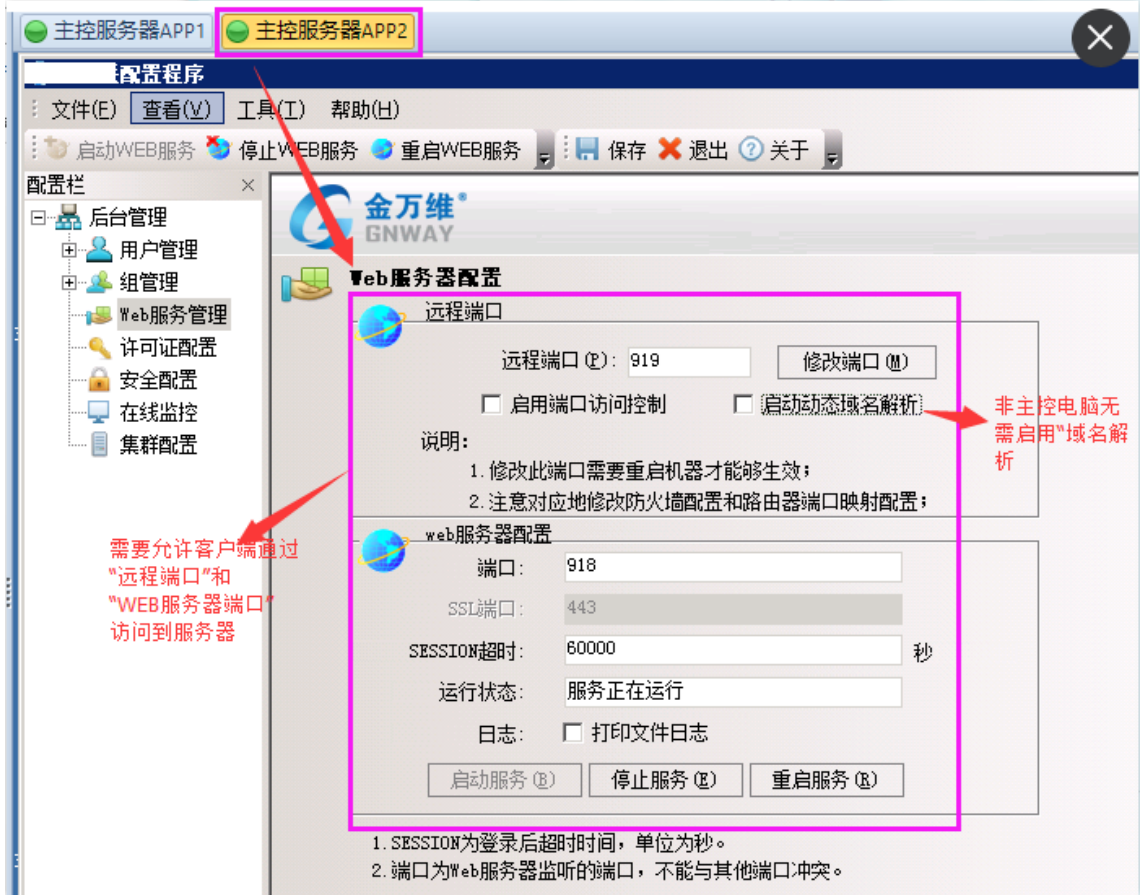 主控服务器APP1 主控服务器APP2
配置程序
文件(F) 查看(V) 工具(T) 帮助(H)
启动WEB服务 停止WEB服务 重启WEB服务 保存 退出 关于
配置栏
后台管理
用户管理
组管理
Web服务管理
许可证配置
安全配置
在线监控
集群配置
金万维®
GNWAY
Web服务器配置
远程端口
远程端口(P): 919 修改端口(M)
启用端口访问控制 启动动态域名解析
说明:
1.修改此端口需要重启机器才能够生效;
2.注意对应地修改防火墙配置和路由器端口映射配置;
非主控电脑无
需启用"域名解
析
需要允许客户端通过
"远程端口"和
"WEB服务器端口"
访问到服务器
web服务器配置
端口: 918
SSL端口: 443
SESSION超时: 60000 秒
运行状态: 服务正在运行
日志: 打印文件日志
启动服务(B) 停止服务(E) 重启服务(R)
1.SESSION为登录后超时时间，单位为秒。
2.端口为Web服务器监听的端口，不能与其他端口冲突。